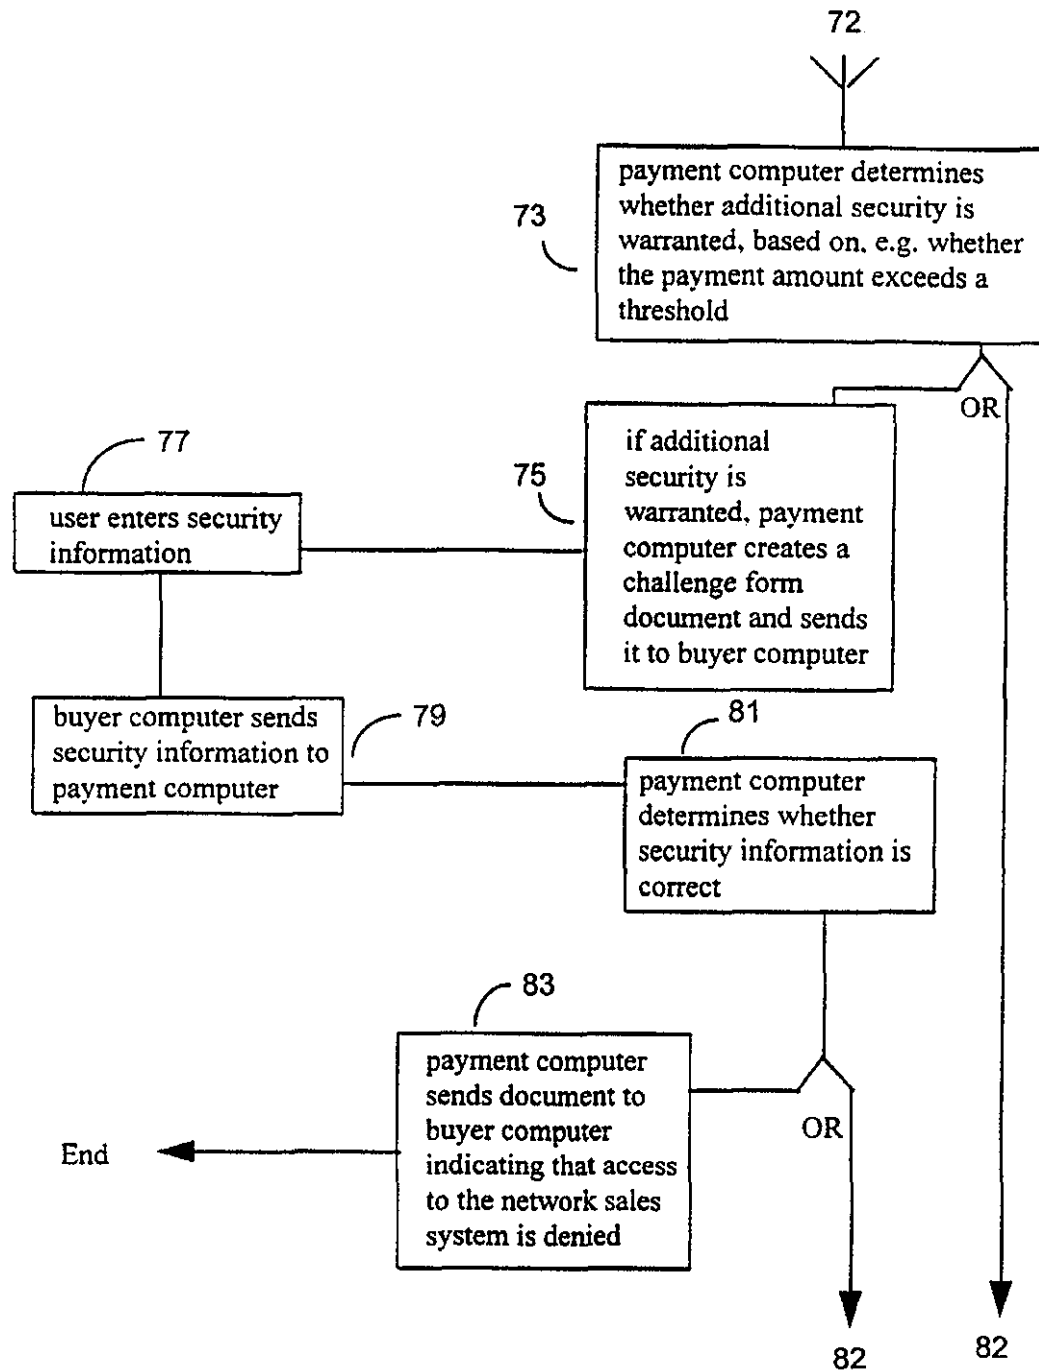 72
73
payment computer determines
whether additional security is
warranted, based on, e.g. whether
the payment amount exceeds a
threshold
OR
77
user enters security
information
75
if additional
security is
warranted, payment
computer creates a
challenge form
document and sends
it to buyer computer
buyer computer sends
security information to
payment computer
79
81
payment computer
determines whether
security information is
correct
83
payment computer
sends document to
buyer computer
indicating that access
to the network sales
system is denied
End
OR
82
82